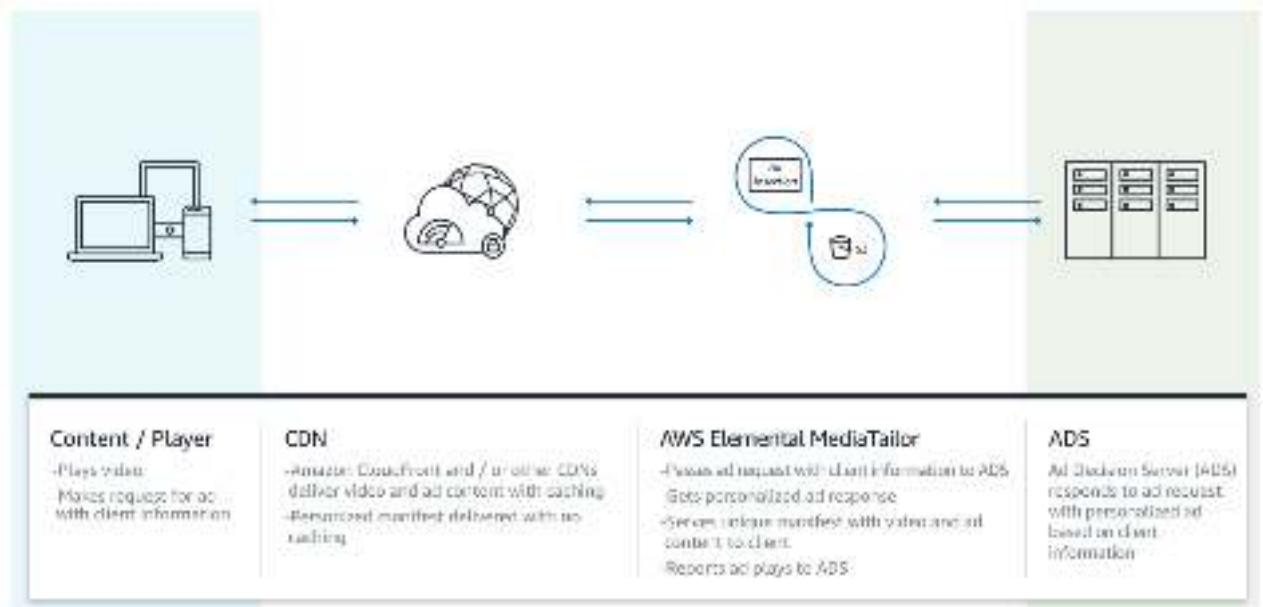 Ad
Insertion
Content / Player
-Plays video
-Makes request for ad
with client information
CDN
-Amazon CloudFront and / or other CDNs
deliver video and ad content with caching
-Personized manifest delivered with no
caching
AWS Elemental MediaTailor
-Passes ad request with client information to ADS
-Gets personalized ad response
-Serves unique manifest with video and ad
content to client
-Reports ad plays to ADS
ADS
Ad Decision Server (ADS)
responds to ad request
with personalized ad
based on client
information